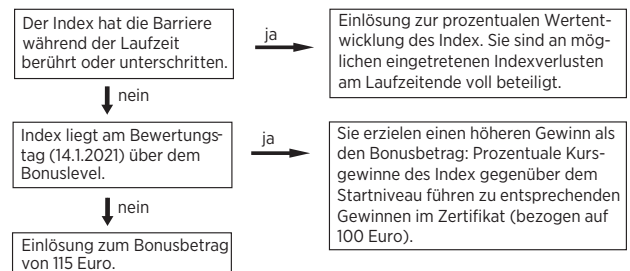 Der Index hat die Barriere
während der Laufzeit
berührt oder unterschritten.
ja
Einlösung zur prozentualen Wertent-
wicklung des Index. Sie sind an mög-
lichen eingetretenen Indexverlusten
am Laufzeitende voll beteiligt.
nein
Index liegt am Bewertungs-
tag (14.1.2021) über dem
Bonuslevel.
ja
Sie erzielen einen höheren Gewinn als
den Bonusbetrag: Prozentuale Kurs-
gewinne des Index gegenüber dem
Startniveau führen zu entsprechenden
Gewinnen im Zertifikat (bezogen auf
100 Euro).
nein
Einlösung zum Bonusbetrag
von 115 Euro.